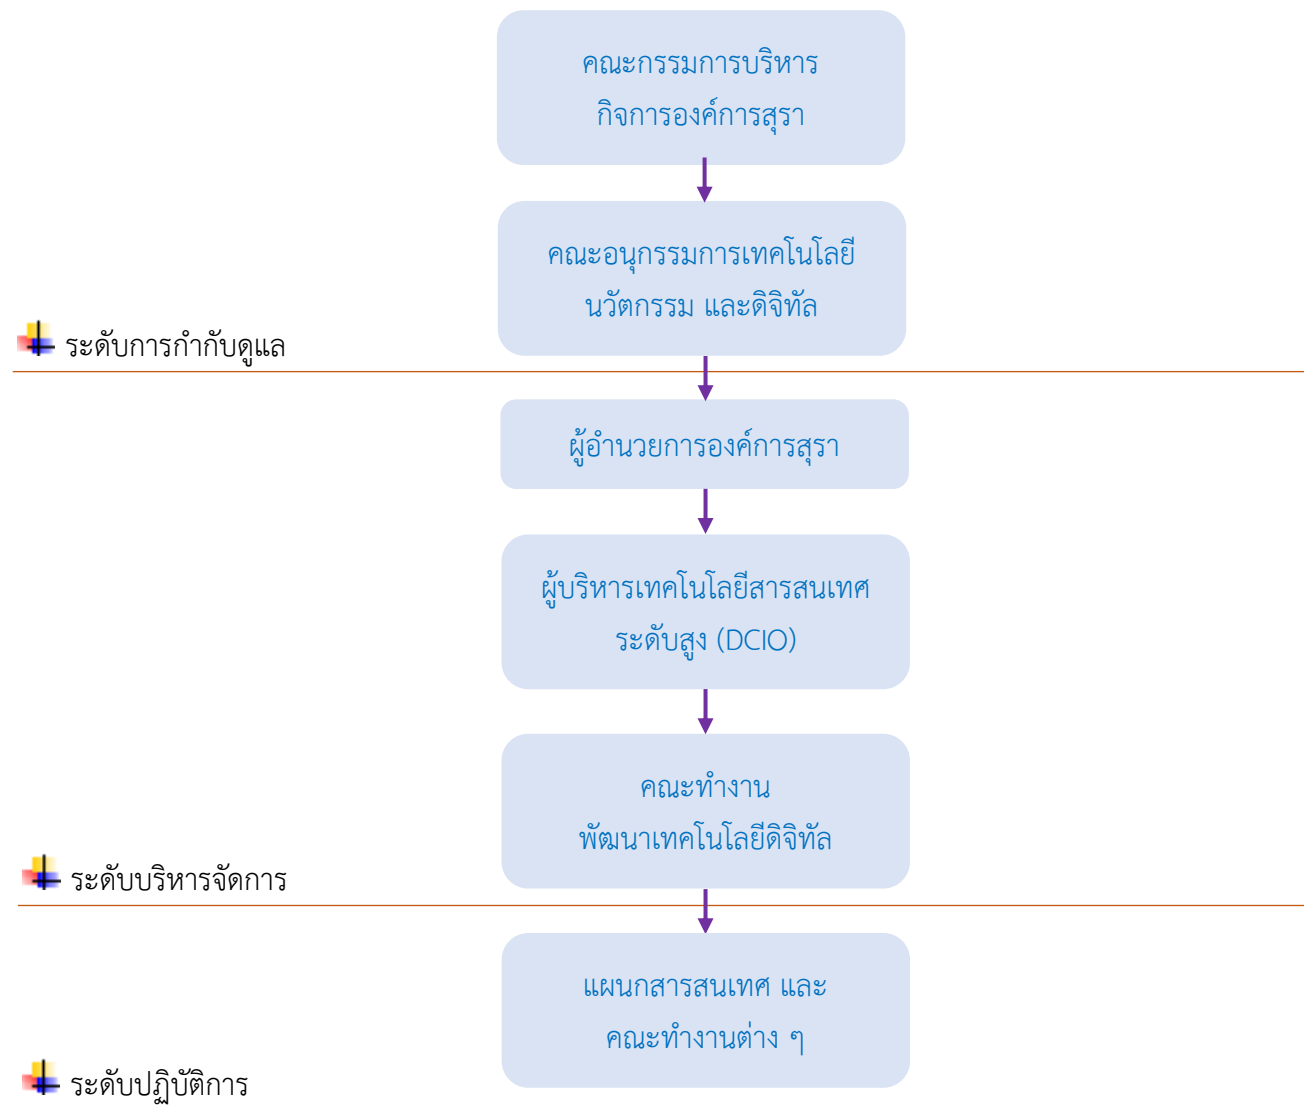 คณะกรรมการบริหาร
กิจการองค์การสุรา
คณะอนุกรรมการเทคโนโลยี
นวัตกรรม และดิจิทัล
ระดับการกำกับดูแล
ผู้อำนวยการองค์การสุรา
ผู้บริหารเทคโนโลยีสารสนเทศ
ระดับสูง (DCIO)
คณะทำงาน
พัฒนาเทคโนโลยีดิจิทัล
ระดับบริหารจัดการ
แผนกสารสนเทศ และ
คณะทำงานต่าง ๆ
ระดับปฏิบัติการ